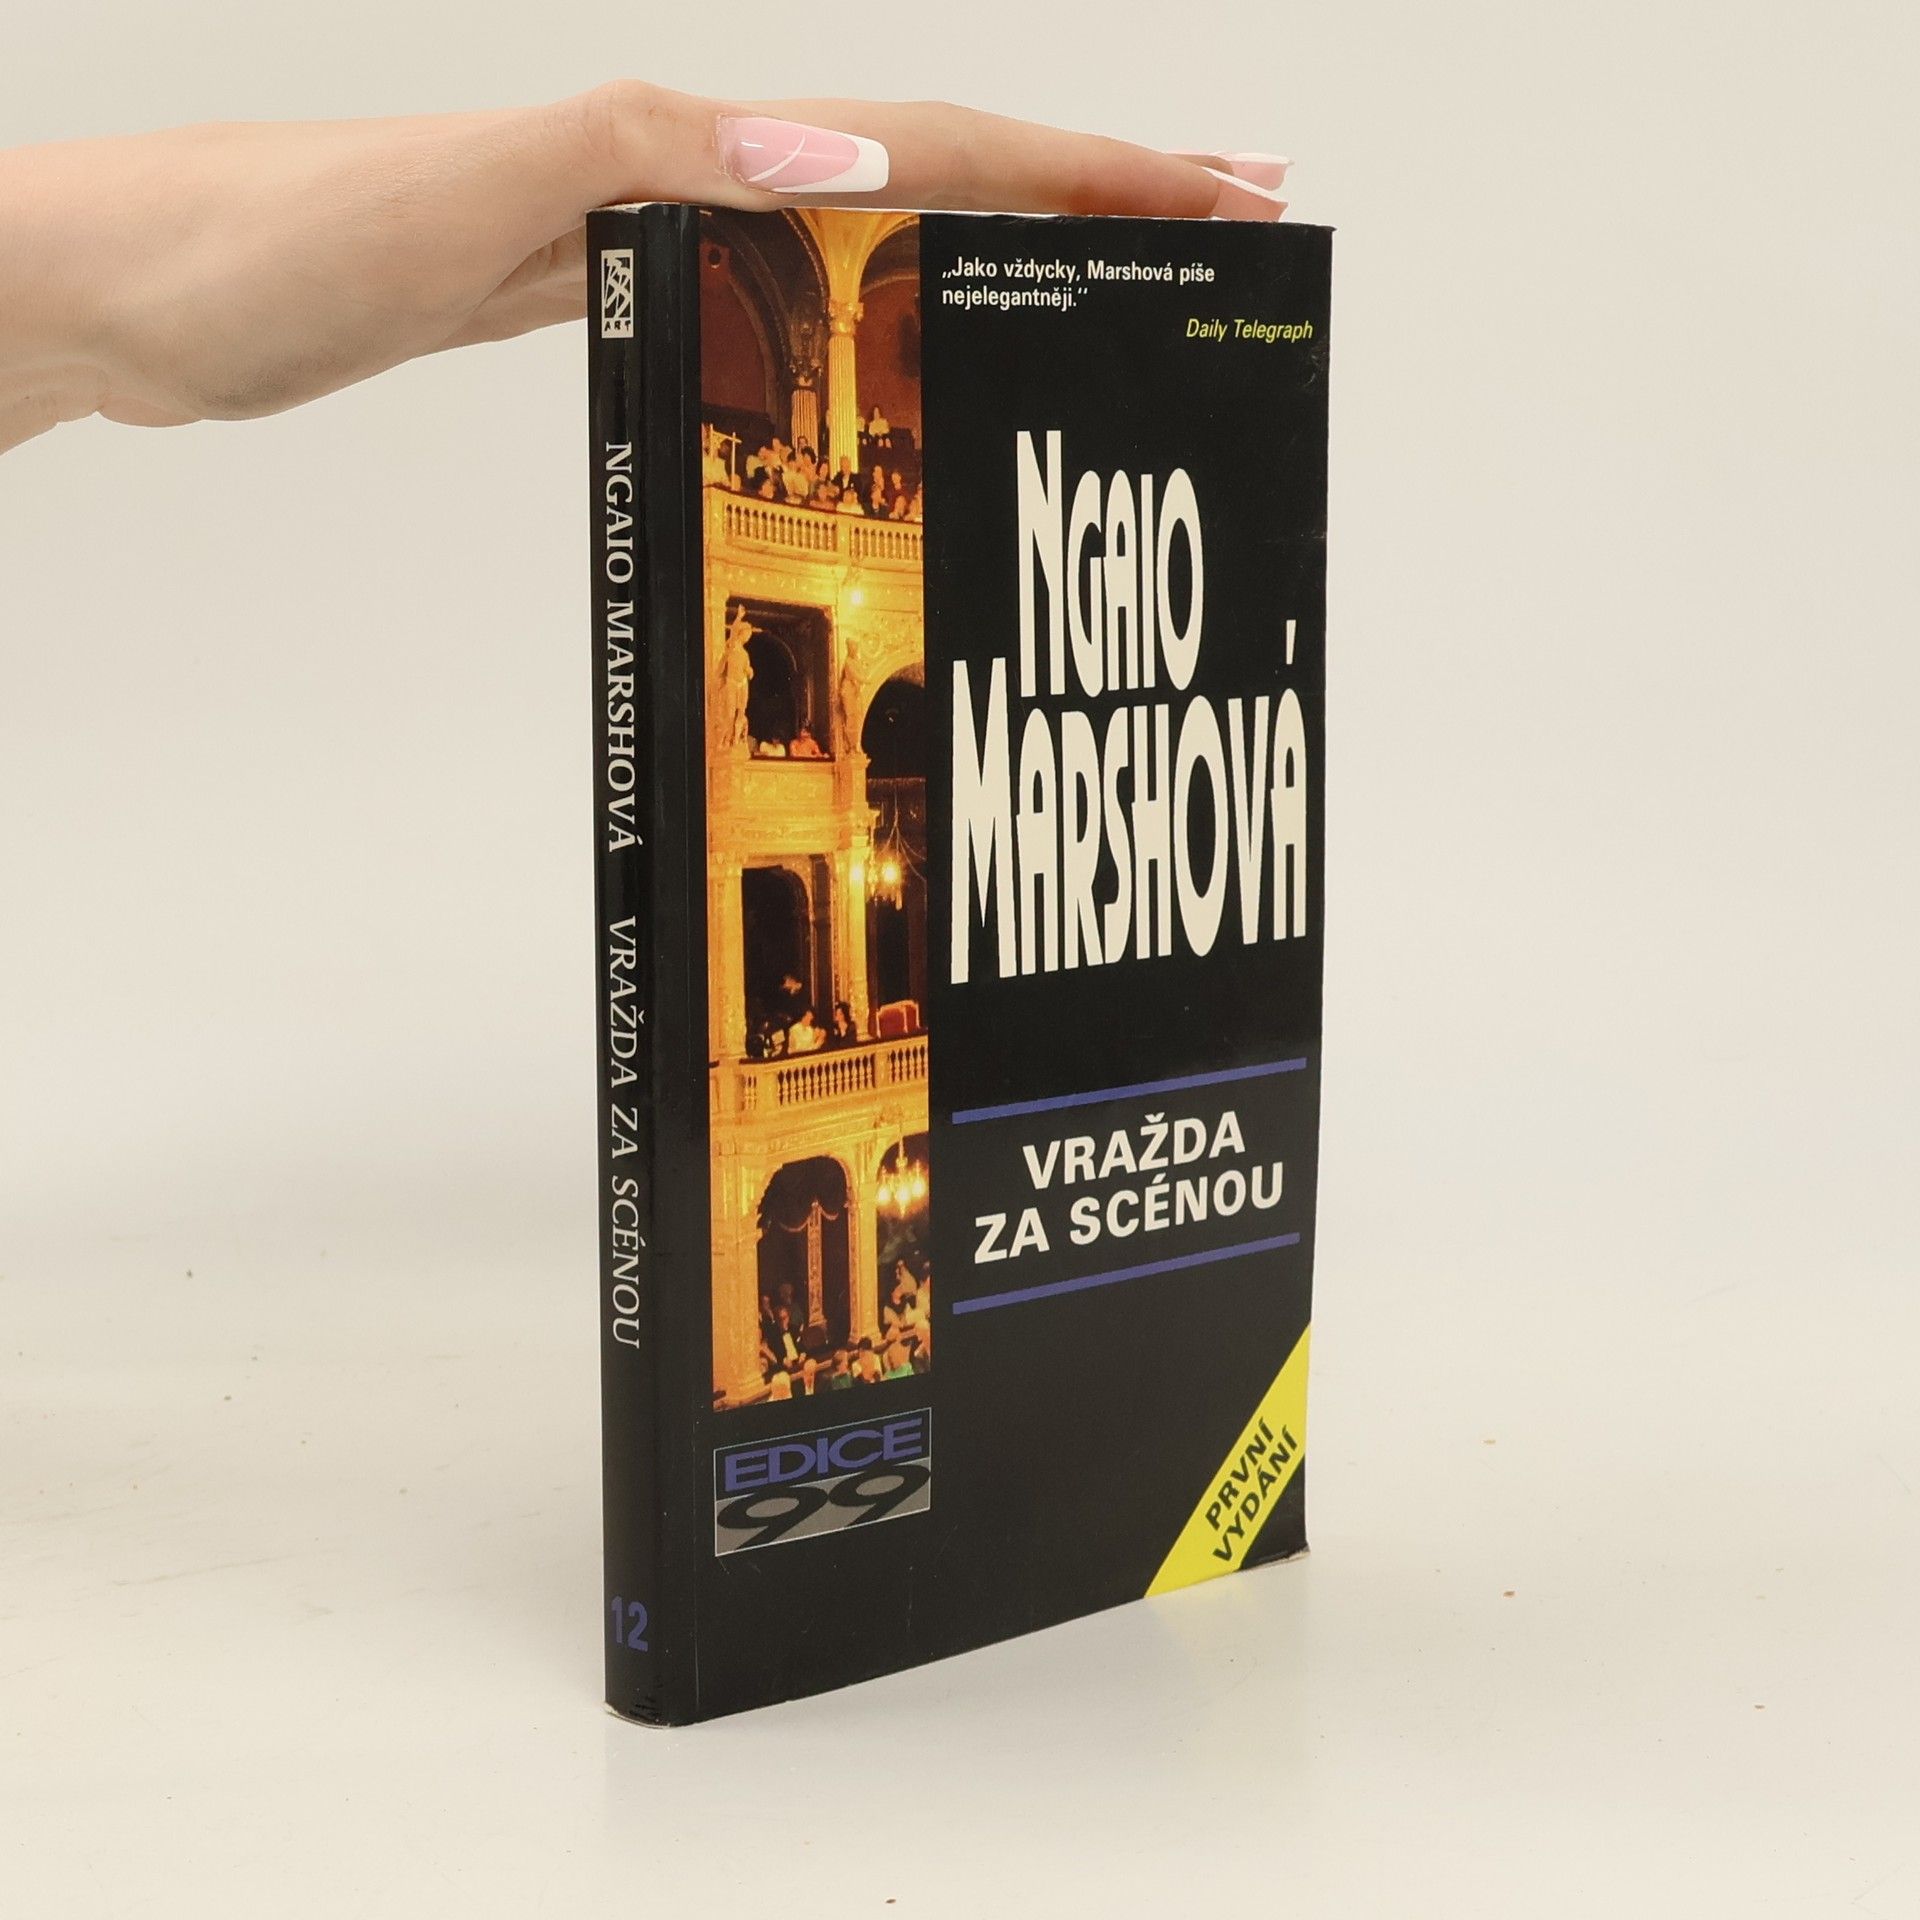 ART
NGAIO MARSHOVÁ VRAŽDA ZA SCÉNOU
12
„Jako vždycky, Marshová píše
nejelegantněji.“
Daily Telegraph
NGAIO
MARSHOVÁ
VRAŽDA
ZA SCÉNOU
EDICE
99
PRVNÍ
VYDÁNÍ